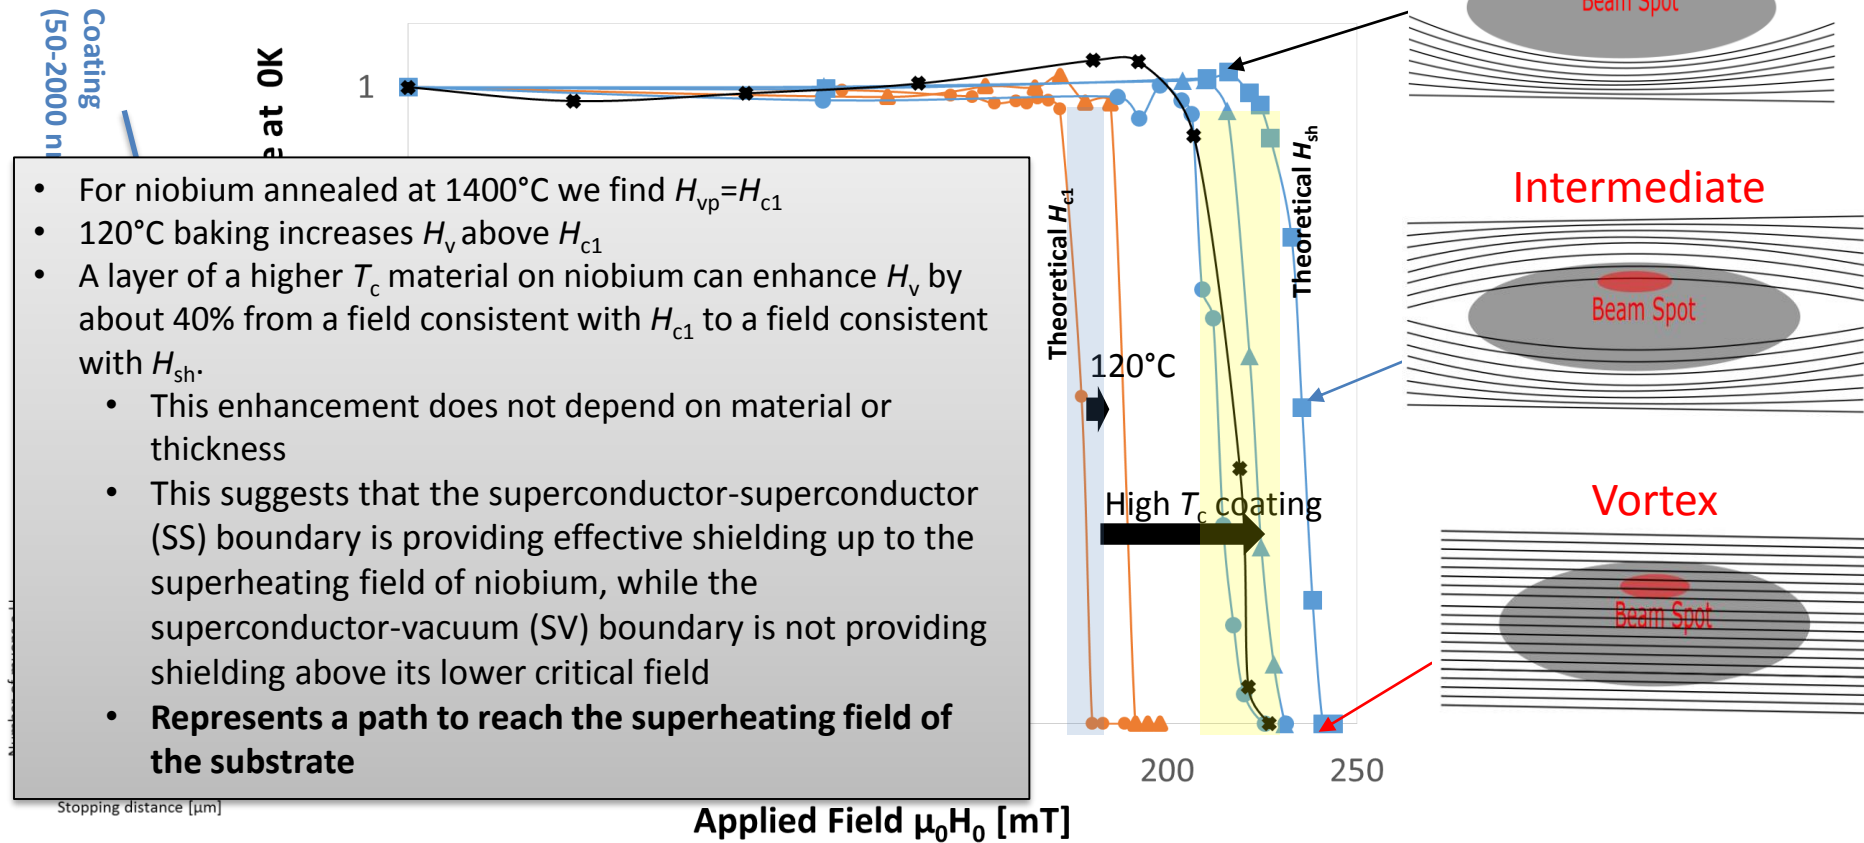 Coating
(50-2000 n
e at 0K
1
Beam Spot
• For niobium annealed at 1400°C we find Hvp=Hc1
• 120°C baking increases Hv above Hc1
• A layer of a higher Tc material on niobium can enhance Hv by
about 40% from a field consistent with Hc1 to a field consistent
with Hsh.
• This enhancement does not depend on material or
thickness
• This suggests that the superconductor-superconductor
(SS) boundary is providing effective shielding up to the
superheating field of niobium, while the
superconductor-vacuum (SV) boundary is not providing
shielding above its lower critical field
• Represents a path to reach the superheating field of
the substrate
Theoretical Hc1
Theoretical Hsh
120°C
High Tc coating
Intermediate
Beam Spot
Vortex
Beam Spot
200
250
Stopping distance [µm]
Applied Field µ0H0 [mT]